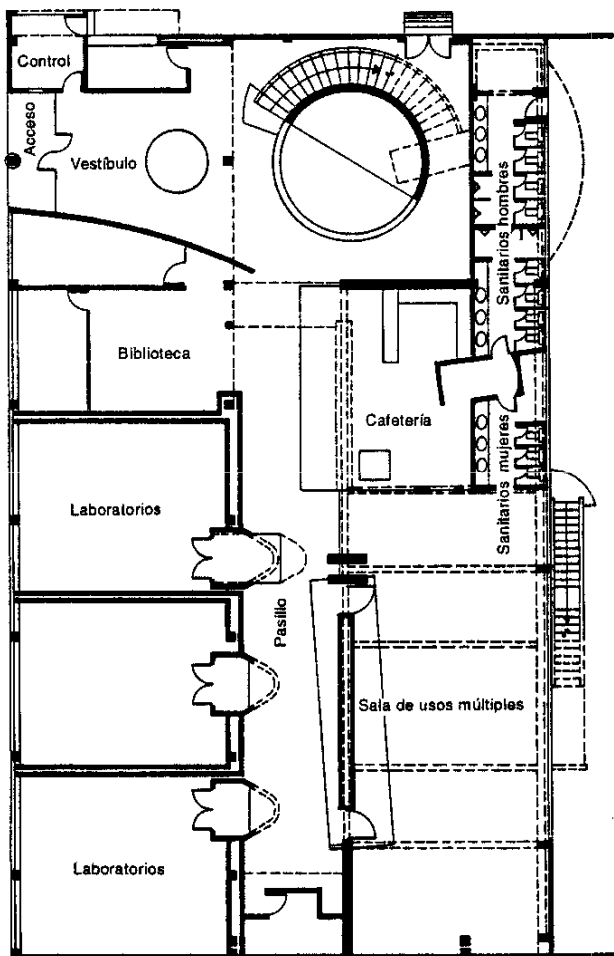 Control
Acceso
Vestíbulo
Sanitarios hombres
Biblioteca
Cafetería
Sanitarios mujeres
Laboratorios
Pasillo
Sala de usos múltiples
Laboratorios